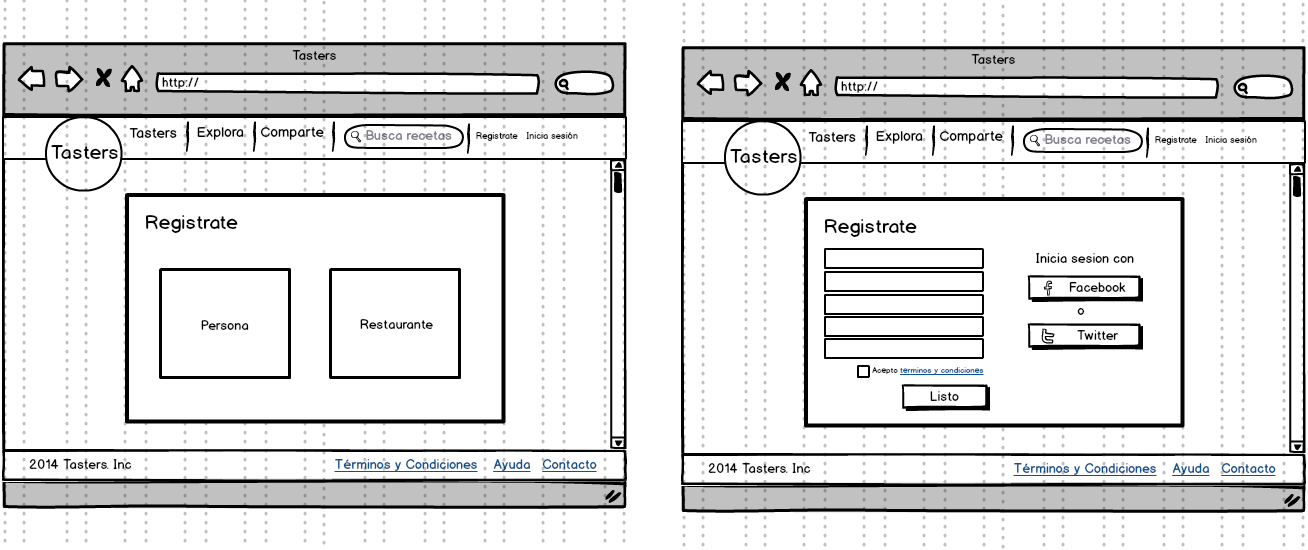 Tasters
http://
Tasters
Tasters Explora Comparte Busca recetas Registrate Inicia sesión
Registrate
Persona Restaurante
2014 Tasters. Inc Términos y Condiciones Ayuda Contacto
Tasters
http://
Tasters
Tasters Explora Comparte Busca recetas Registrate Inicia sesión
Registrate
Inicia sesion con
Facebook
o
Twitter
Acepto términos y condiciones
Listo
2014 Tasters. Inc Términos y Condiciones Ayuda Contacto